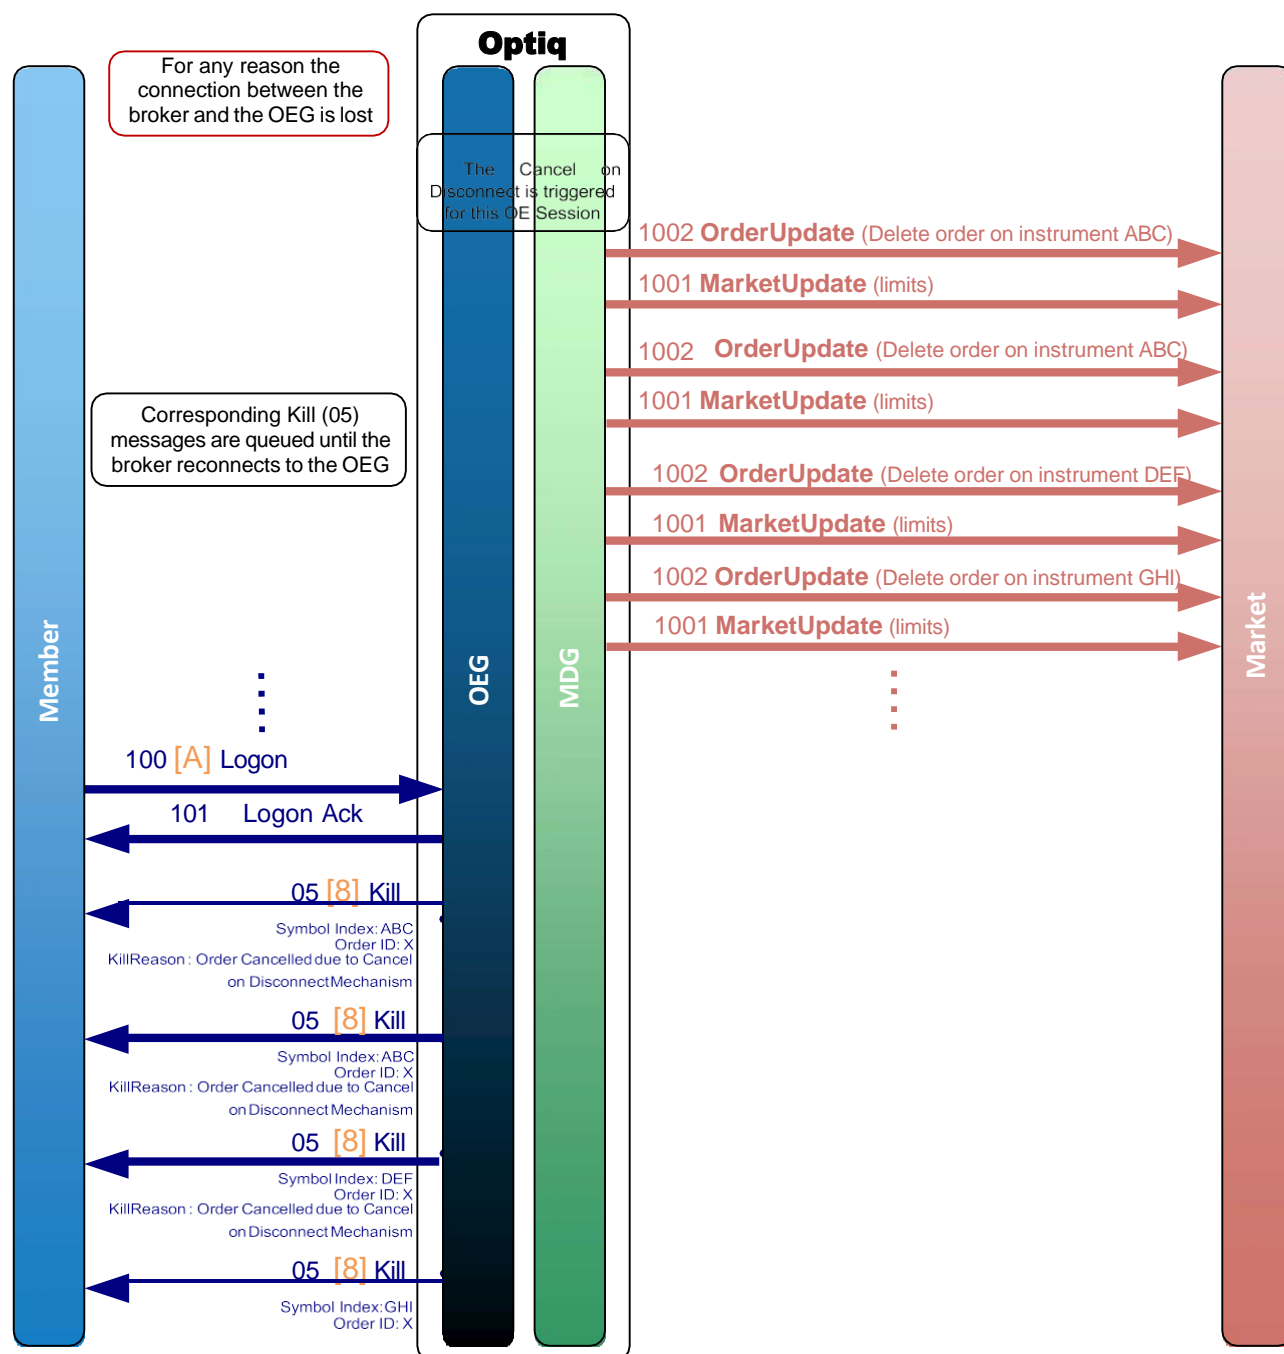 Optiq
For any reason the
connection between the
broker and the OEG is lost
The Cancel on
Disconnect is triggered
for this OE Session
1002 OrderUpdate (Delete order on instrument ABC)
1001 MarketUpdate (limits)
1002 OrderUpdate (Delete order on instrument ABC)
1001 MarketUpdate (limits)
Corresponding Kill (05)
messages are queued until the
broker reconnects to the OEG
1002 OrderUpdate (Delete order on instrument DEF)
1001 MarketUpdate (limits)
1002 OrderUpdate (Delete order on instrument GHI)
1001 MarketUpdate (limits)
Member
OEG
MDG
Market
100 [A] Logon
101 Logon Ack
05 [8] Kill
Symbol Index: ABC
Order ID: X
KillReason : Order Cancelled due to Cancel
on Disconnect Mechanism
05 [8] Kill
Symbol Index: ABC
Order ID: X
KillReason : Order Cancelled due to Cancel
on Disconnect Mechanism
05 [8] Kill
Symbol Index: DEF
Order ID: X
KillReason : Order Cancelled due to Cancel
on Disconnect Mechanism
05 [8] Kill
Symbol Index: GHI
Order ID: X